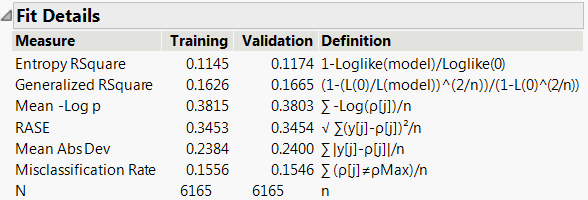 Fit Details
Measure Training Validation Definition
Entropy RSquare 0.1145 0.1174 1-Loglike(model)/Loglike(0)
Generalized RSquare 0.1626 0.1665 (1-(L(0)/L(model))^(2/n))/(1-L(0)^(2/n))
Mean -Log p 0.3815 0.3803 ∑ -Log(ρ[j])/n
RASE 0.3453 0.3454 √ ∑(y[j]-ρ[j])²/n
Mean Abs Dev 0.2384 0.2400 ∑ |y[j]-ρ[j]|/n
Misclassification Rate 0.1556 0.1546 ∑ (ρ[j]≠ρMax)/n
N 6165 6165 n